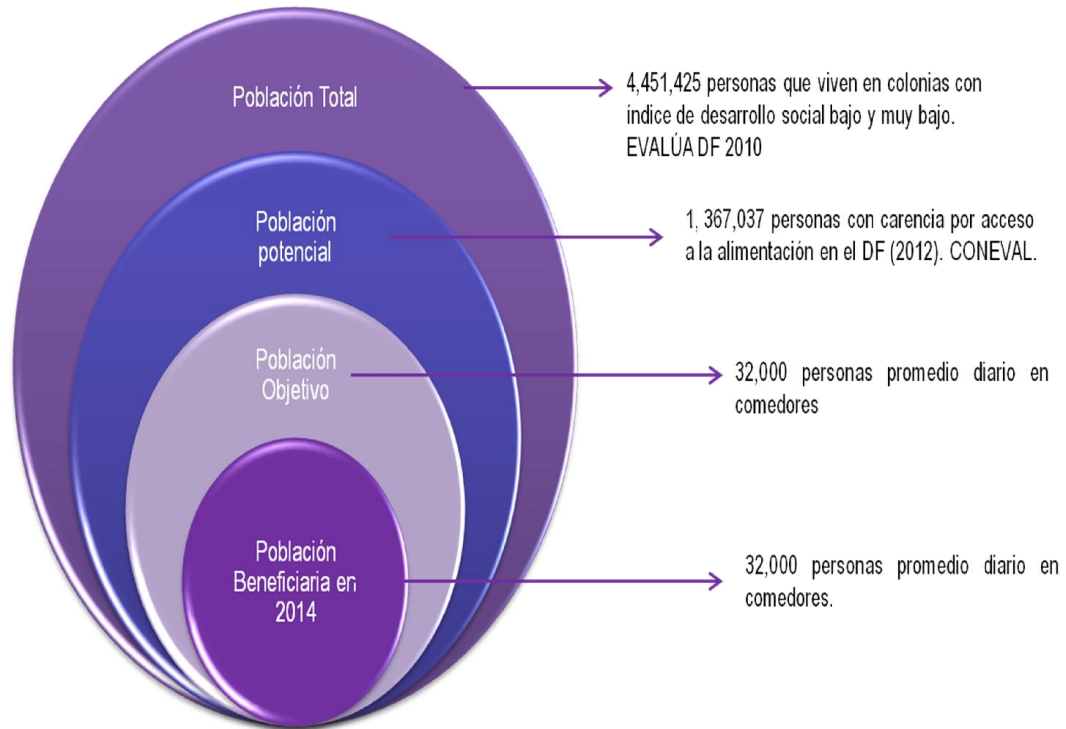 Población Total
4,451,425 personas que viven en colonias con
índice de desarrollo social bajo y muy bajo.
EVALÚA DF 2010
Población
potencial
1, 367,037 personas con carencia por acceso
a la alimentación en el DF (2012). CONEVAL.
Población
Objetivo
32,000 personas promedio diario en
comedores
Población
Beneficiaria en
2014
32,000 personas promedio diario en
comedores.